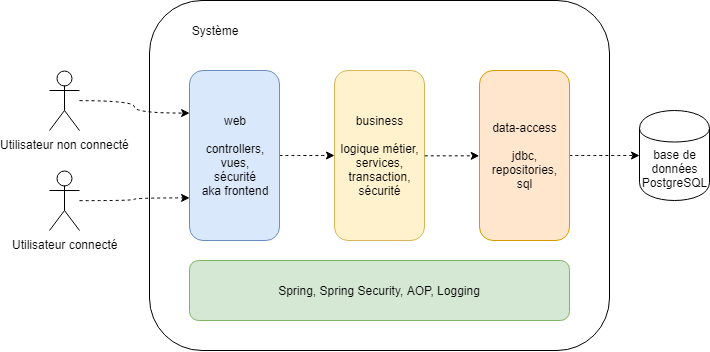 Système
Utilisateur non connecté
Utilisateur connecté
web
controllers,
vues,
sécurité
aka frontend
business
logique métier,
services,
transaction,
sécurité
data-access
jdbc,
repositories,
sql
base de
données
PostgreSQL
Spring, Spring Security, AOP, Logging